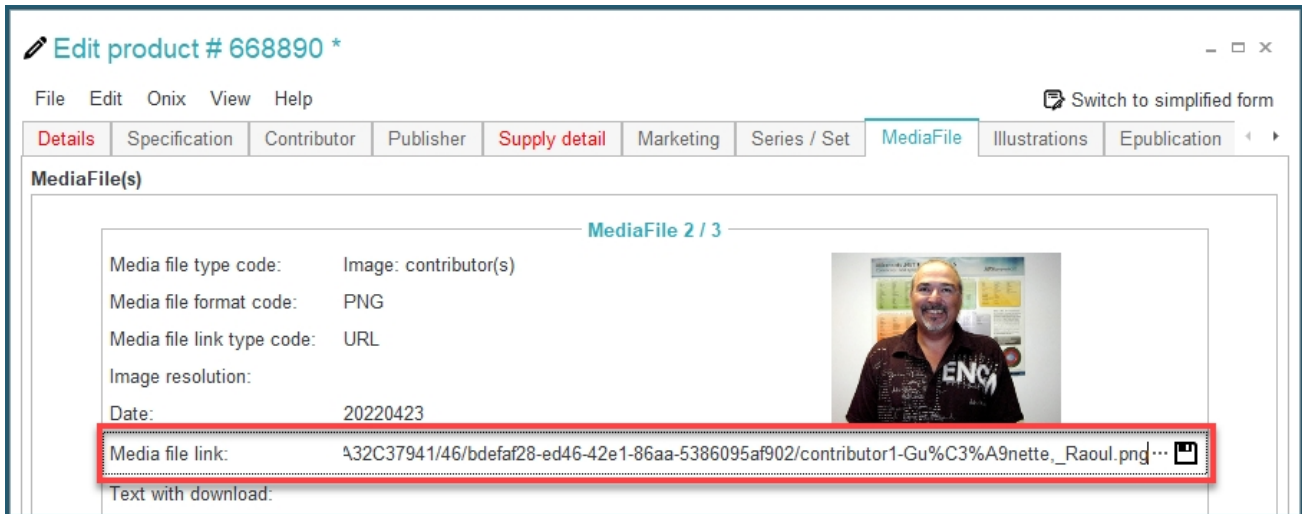 Edit product # 668890 *
File Edit Onix View Help Switch to simplified form
Details Specification Contributor Publisher Supply detail Marketing Series / Set MediaFile Illustrations Epublication
MediaFile(s)
MediaFile 2 / 3
Media file type code: Image: contributor(s)
Media file format code: PNG
Media file link type code: URL
Image resolution:
Date: 20220423
Media file link: A32C37941/46/bdefaf28-ed46-42e1-86aa-5386095af902/contributor1-Gu%C3%A9nette,_Raoul.png ...
Text with download:
ENCA